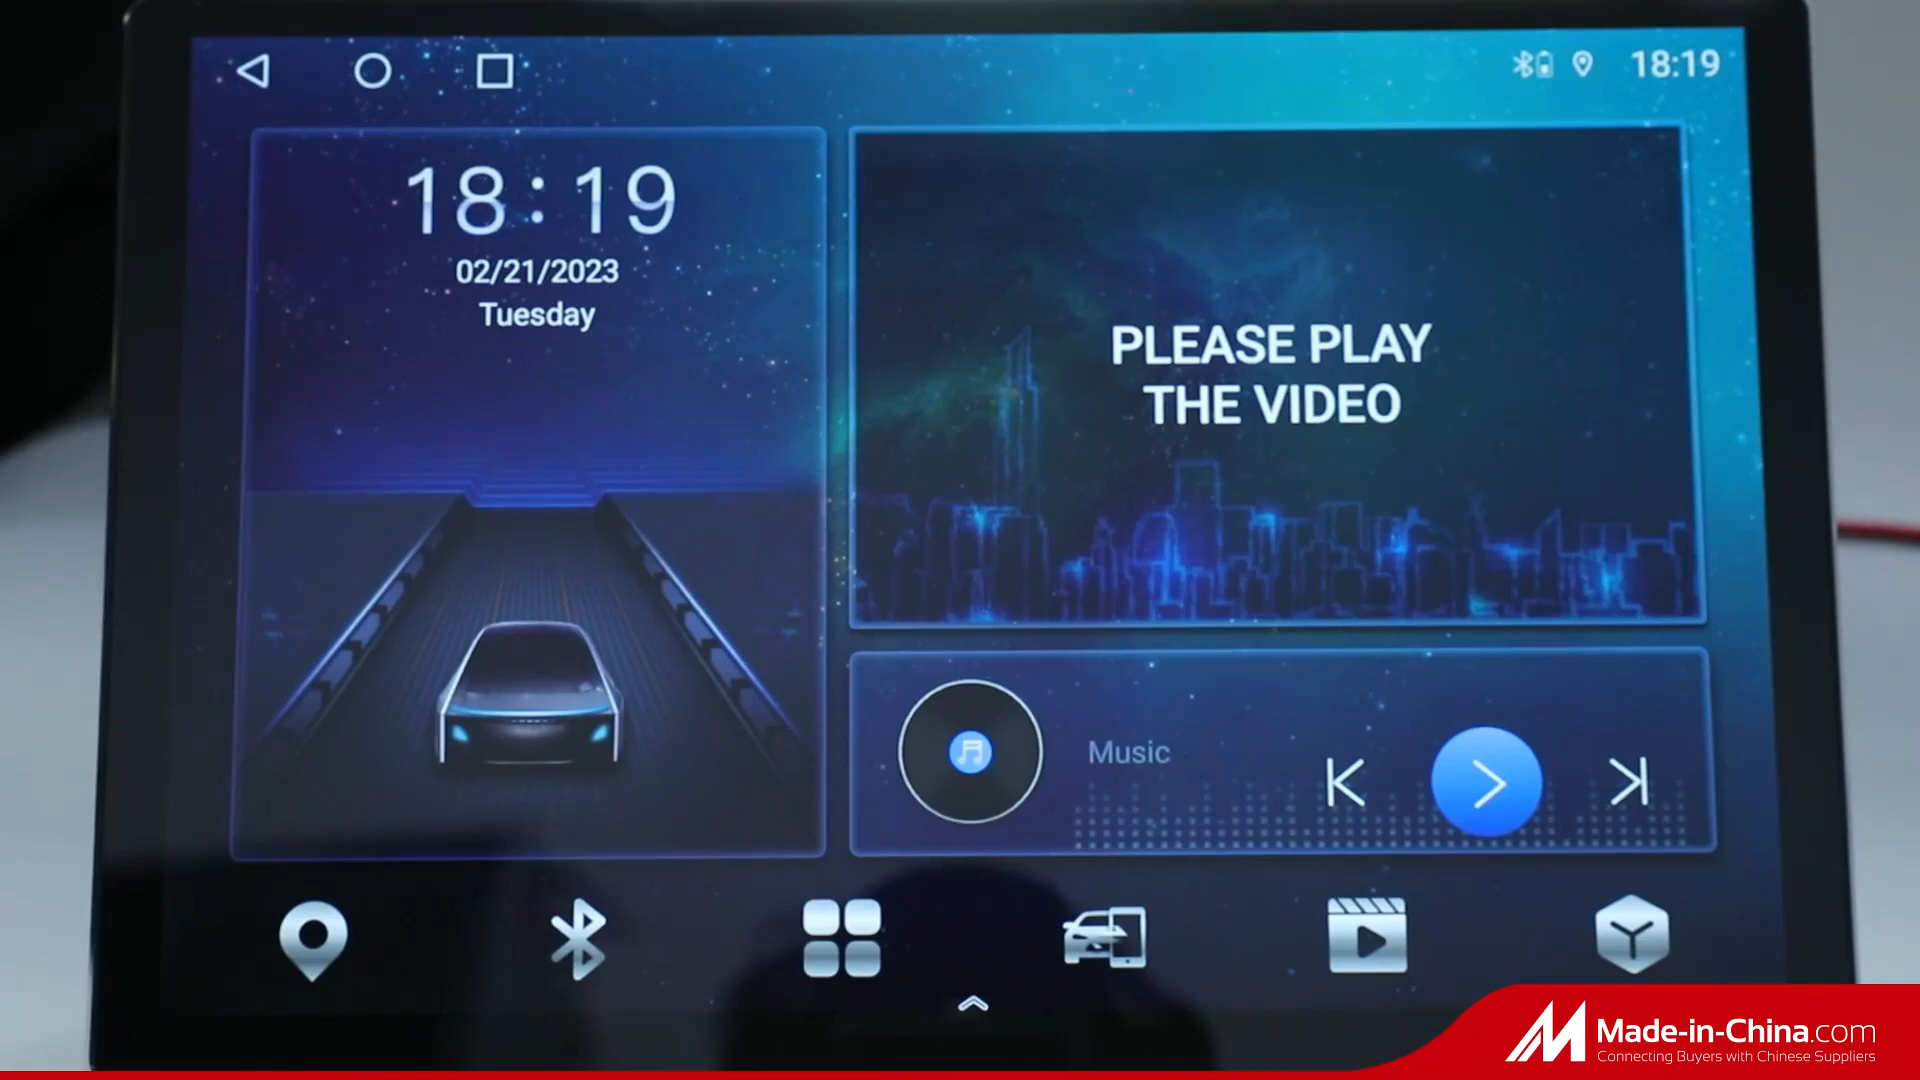 18:19
18:19
02/21/2023
Tuesday
PLEASE PLAY
THE VIDEO
Music
Made-in-China.com
Connecting Buyers with Chinese Suppliers